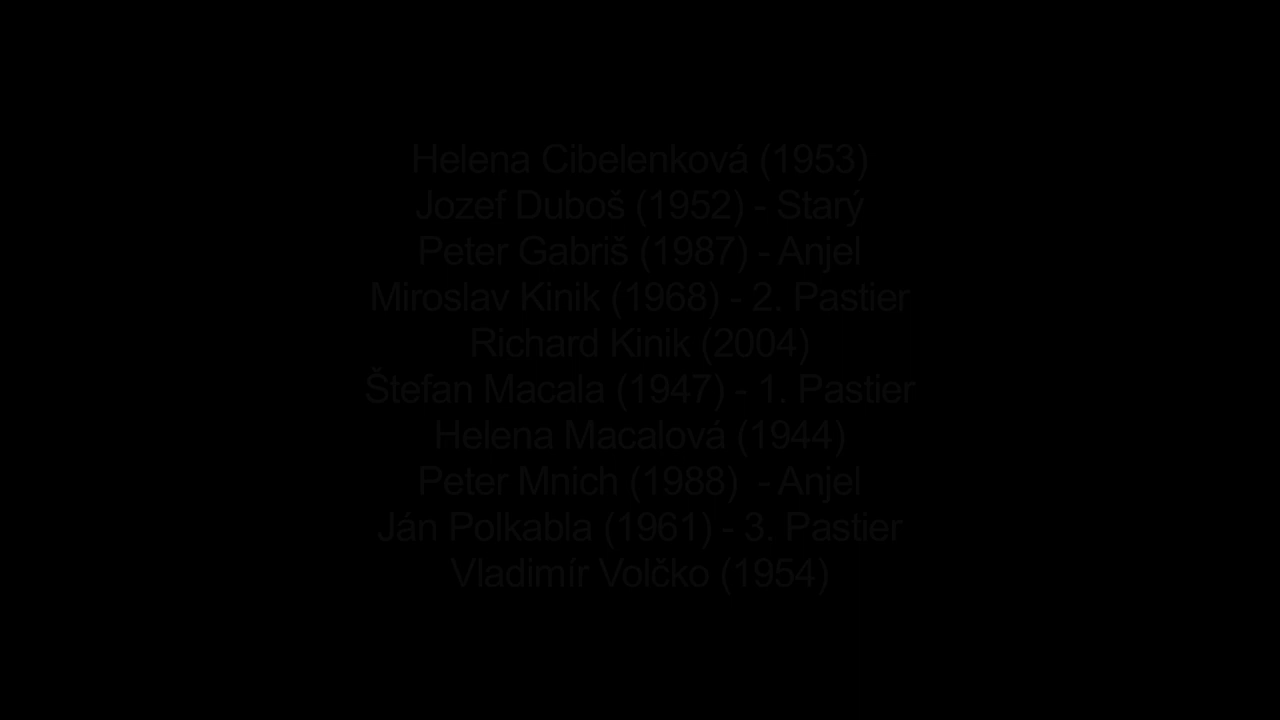 Helena Cibelenková (1953)
Jozef Duboš (1952) - Starý
Peter Gabriš (1987) - Anjel
Miroslav Kinik (1968) - 2. Pastier
Richard Kinik (2004)
Štefan Macala (1947) - 1. Pastier
Helena Macalová (1944)
Peter Mnich (1988)  - Anjel
Ján Polkabla (1961) - 3. Pastier
Vladimír Volčko (1954)